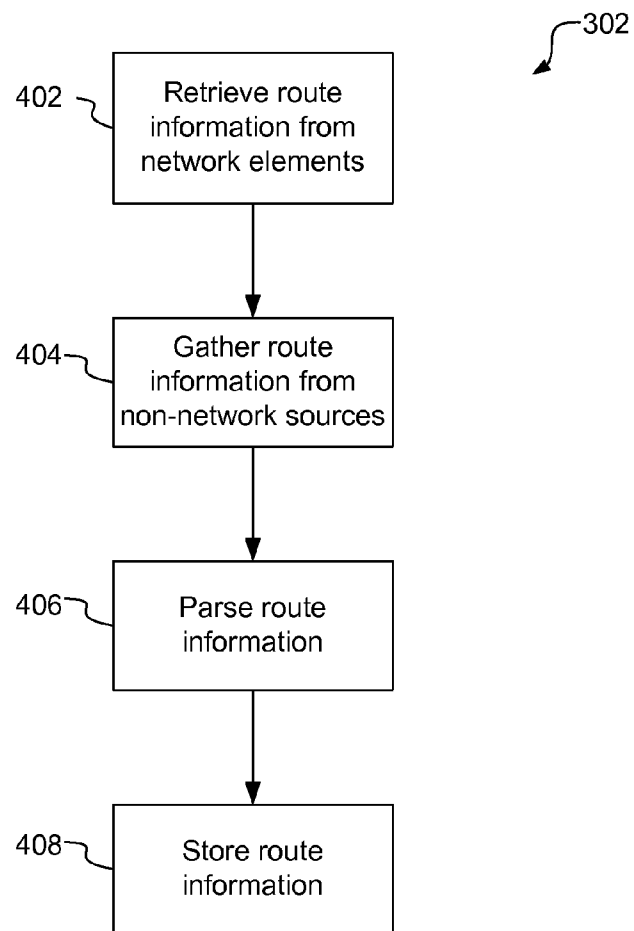 302
402
Retrieve route
information from
network elements
404
Gather route
information from
non-network sources
406
Parse route
information
408
Store route
information